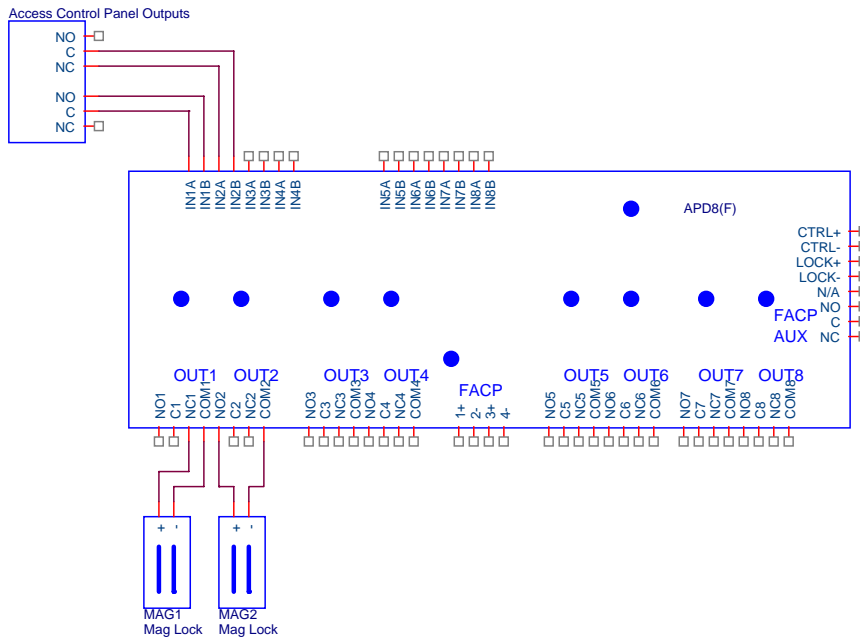 Access Control Panel Outputs
NO
C
NC
NO
C
NC
IN1A
IN1B
IN2A
IN2B
IN3A
IN3B
IN4A
IN4B
IN5A
IN5B
IN6A
IN6B
IN7A
IN7B
IN8A
IN8B
APD8(F)
CTRL+
CTRL-
LOCK+
LOCK-
N/A
NO
FACP
C
AUX
NC
OUT1
OUT2
OUT3
OUT4
FACP
OUT5
OUT6
OUT7
OUT8
NO1
C1
NC1
COM1
NO2
C2
NC2
COM2
NO3
C3
NC3
COM3
NO4
C4
NC4
COM4
1+
2-
3+
4-
NO5
C5
NC5
COM5
NO6
C6
NC6
COM6
NO7
C7
NC7
COM7
NO8
C8
NC8
COM8
+
-
+
-
MAG1
Mag Lock
MAG2
Mag Lock